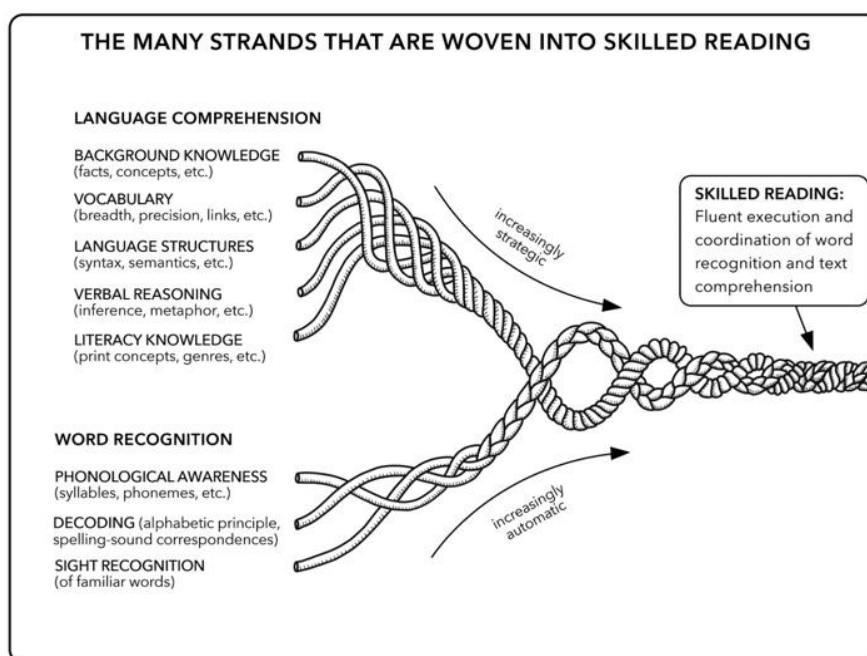 THE MANY STRANDS THAT ARE WOVEN INTO SKILLED READING
LANGUAGE COMPREHENSION
BACKGROUND KNOWLEDGE
(facts, concepts, etc.)
VOCABULARY
(breadth, precision, links, etc.)
LANGUAGE STRUCTURES
(syntax, semantics, etc.)
VERBAL REASONING
(inference, metaphor, etc.)
LITERACY KNOWLEDGE
(print concepts, genres, etc.)
increasingly
strategic
SKILLED READING:
Fluent execution and
coordination of word
recognition and text
comprehension
WORD RECOGNITION
PHONOLOGICAL AWARENESS
(syllables, phonemes, etc.)
DECODING (alphabetic principle,
spelling-sound correspondences)
SIGHT RECOGNITION
(of familiar words)
increasingly
automatic